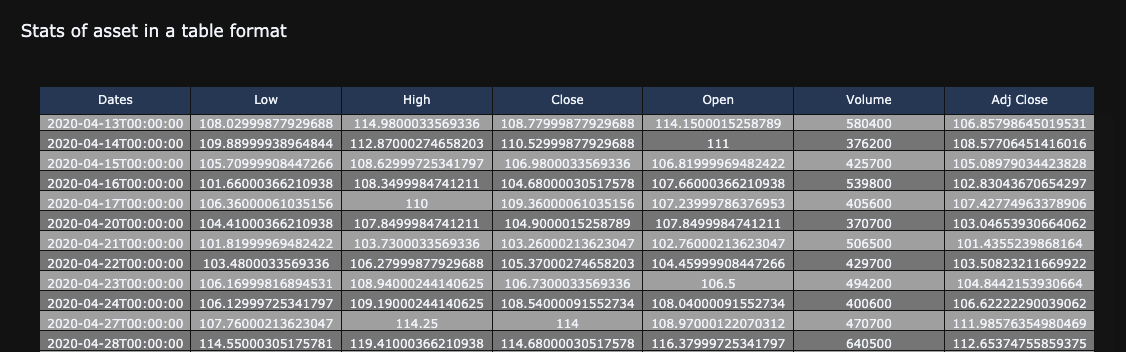 Stats of asset in a table format
Dates Low High Close Open Volume Adj Close
2020-04-13T00:00:00 108.02999877929688 114.9800033569336 108.77999877929688 114.1500015258789 580400 106.85798645019531
2020-04-14T00:00:00 109.88999938964844 112.87000274658203 110.52999877929688 111 376200 108.57706451416016
2020-04-15T00:00:00 105.70999908447266 108.62999725341797 106.9800033569336 106.81999969482422 425700 105.08979034423828
2020-04-16T00:00:00 101.66000366210938 108.3499984741211 104.68000030517578 107.66000366210938 539800 102.83043670654297
2020-04-17T00:00:00 106.36000061035156 110 109.36000061035156 107.23999786376953 405600 107.42774963378906
2020-04-20T00:00:00 104.41000366210938 107.8499984741211 104.9000015258789 107.8499984741211 370700 103.04653930664062
2020-04-21T00:00:00 101.81999969482422 103.7300033569336 103.26000213623047 102.76000213623047 506500 101.4355239868164
2020-04-22T00:00:00 103.4800033569336 106.27999877929688 105.37000274658203 104.45999908447266 429700 103.50823211669922
2020-04-23T00:00:00 106.16999816894531 108.94000244140625 106.7300033569336 106.5 494200 104.8442153930664
2020-04-24T00:00:00 106.12999725341797 109.19000244140625 108.54000091552734 108.04000091552734 400600 106.62222290039062
2020-04-27T00:00:00 107.76000213623047 114.25 114 108.97000122070312 470700 111.98576354980469
2020-04-28T00:00:00 114.55000305175781 119.41000366210938 114.68000030517578 116.37999725341797 640500 112.65374755859375